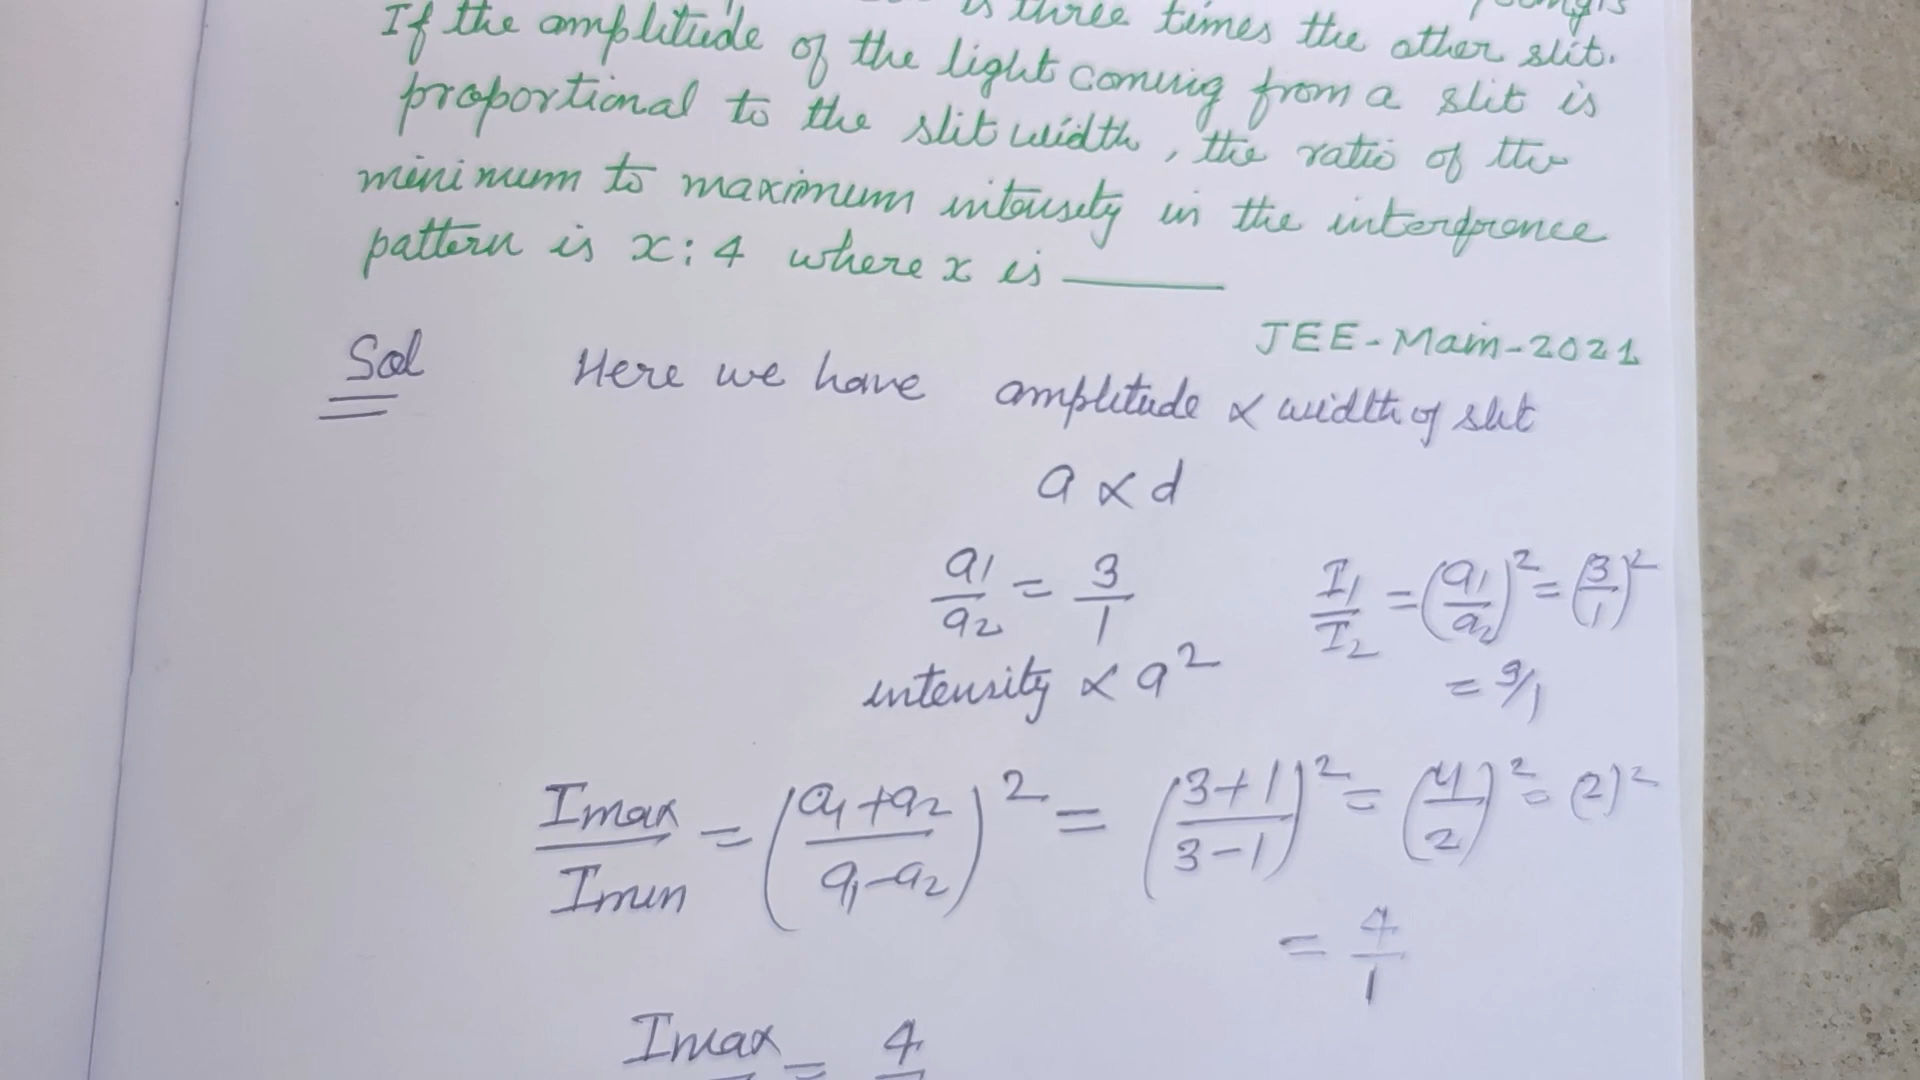 is three times the other slit.
If the amplitude of the light coming from a slit is
proportional to the slit width, the ratio of the
minimum to maximum intensity in the interfrence
pattern is x : 4 where x is ______
JEE-Main-2021
Sol Here we have amplitude ∝ width of slit
a ∝ d
a1/a2 = 3/1 I1/I2 = (a1/a2)² = (3/1)²
intensity ∝ a² = 9/1
Imax/Imin = ((a1+a2)/(a1-a2))² = ((3+1)/(3-1))² = (4/2)² = (2)²
= 4/1
Imax = 4